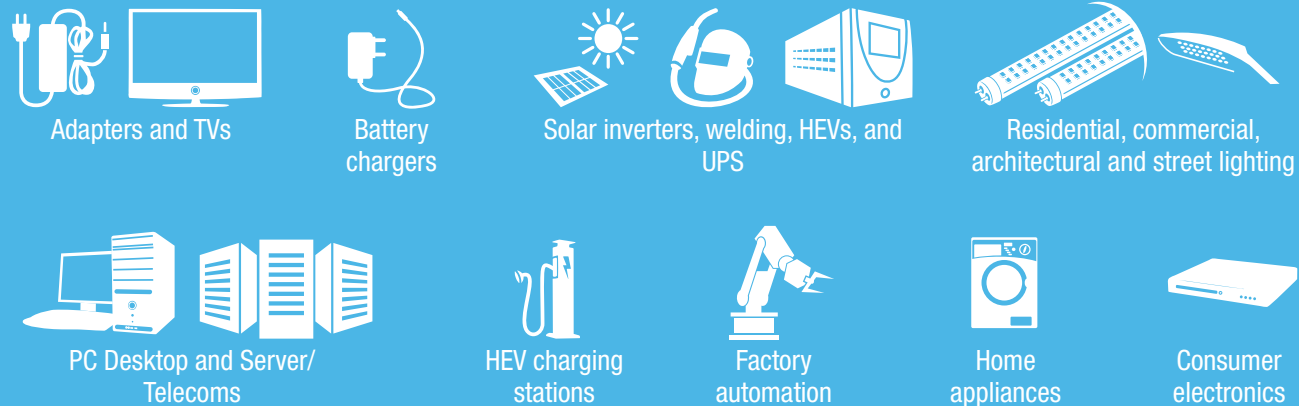 Adapters and TVs
Battery
chargers
Solar inverters, welding, HEVs, and
UPS
Residential, commercial,
architectural and street lighting
PC Desktop and Server/
Telecoms
HEV charging
stations
Factory
automation
Home
appliances
Consumer
electronics